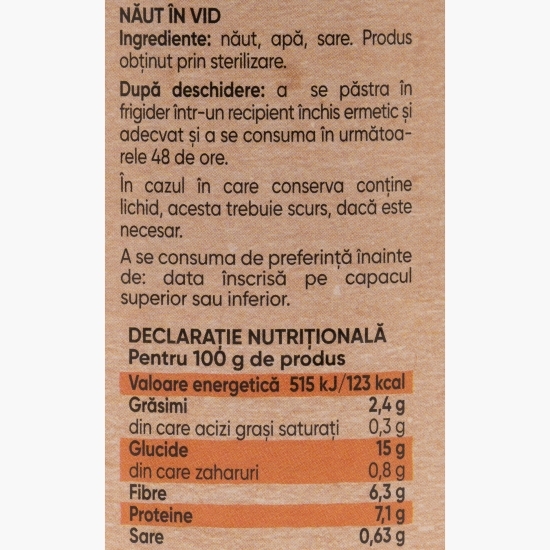 NĂUT ÎN VID
Ingrediente: năut, apă, sare. Produs
obținut prin sterilizare.
După deschidere: a se păstra în
frigider într-un recipient închis ermetic și
adecvat și a se consuma în următoa-
rele 48 de ore.
În cazul în care conserva conține
lichid, acesta trebuie scurs, dacă este
necesar.
A se consuma de preferință înainte
de: data înscrisă pe capacul
superior sau inferior.
DECLARAȚIE NUTRIȚIONALĂ
Pentru 100 g de produs
Valoare energetică 515 kJ/123 kcal
Grăsimi 2,4 g
din care acizi grași saturați 0,3 g
Glucide 15 g
din care zaharuri 0,8 g
Fibre 6,3 g
Proteine 7,1 g
Sare 0,63 g